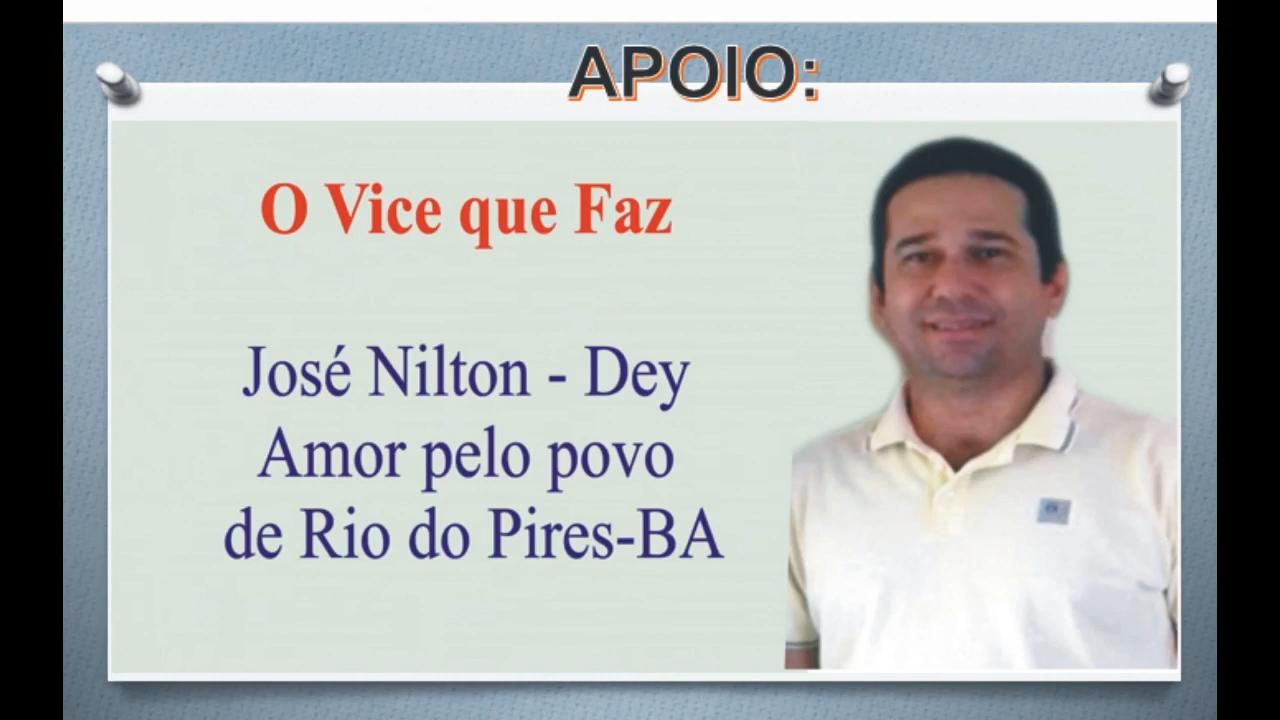 APOIO:
O Vice que Faz
José Nilton - Dey
Amor pelo povo
de Rio do Pires-BA